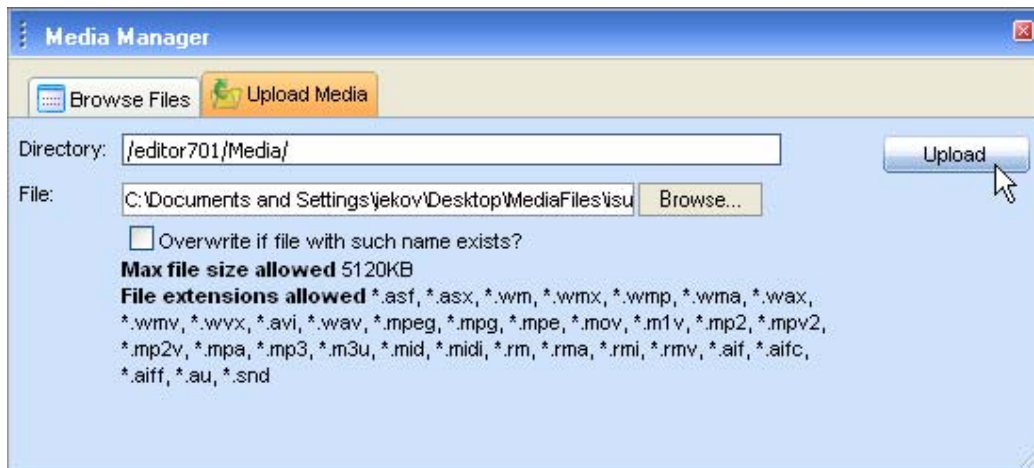 Media Manager
Browse Files
Upload Media
Directory:
/editor701/Media/
Upload
File:
C:\Documents and Settings\jekov\Desktop\MediaFiles\isu
Browse...
Overwrite if file with such name exists?
Max file size allowed 5120KB
File extensions allowed *.asf, *.asx, *.wm, *.wmx, *.wmp, *.wma, *.wax,
*.wmv, *.wvx, *.avi, *.wav, *.mpeg, *.mpg, *.mpe, *.mov, *.m1v, *.mp2, *.mpv2,
*.mp2v, *.mpa, *.mp3, *.m3u, *.mid, *.midi, *.rm, *.rma, *.rmi, *.rmv, *.aif, *.aifc,
*.aiff, *.au, *.snd